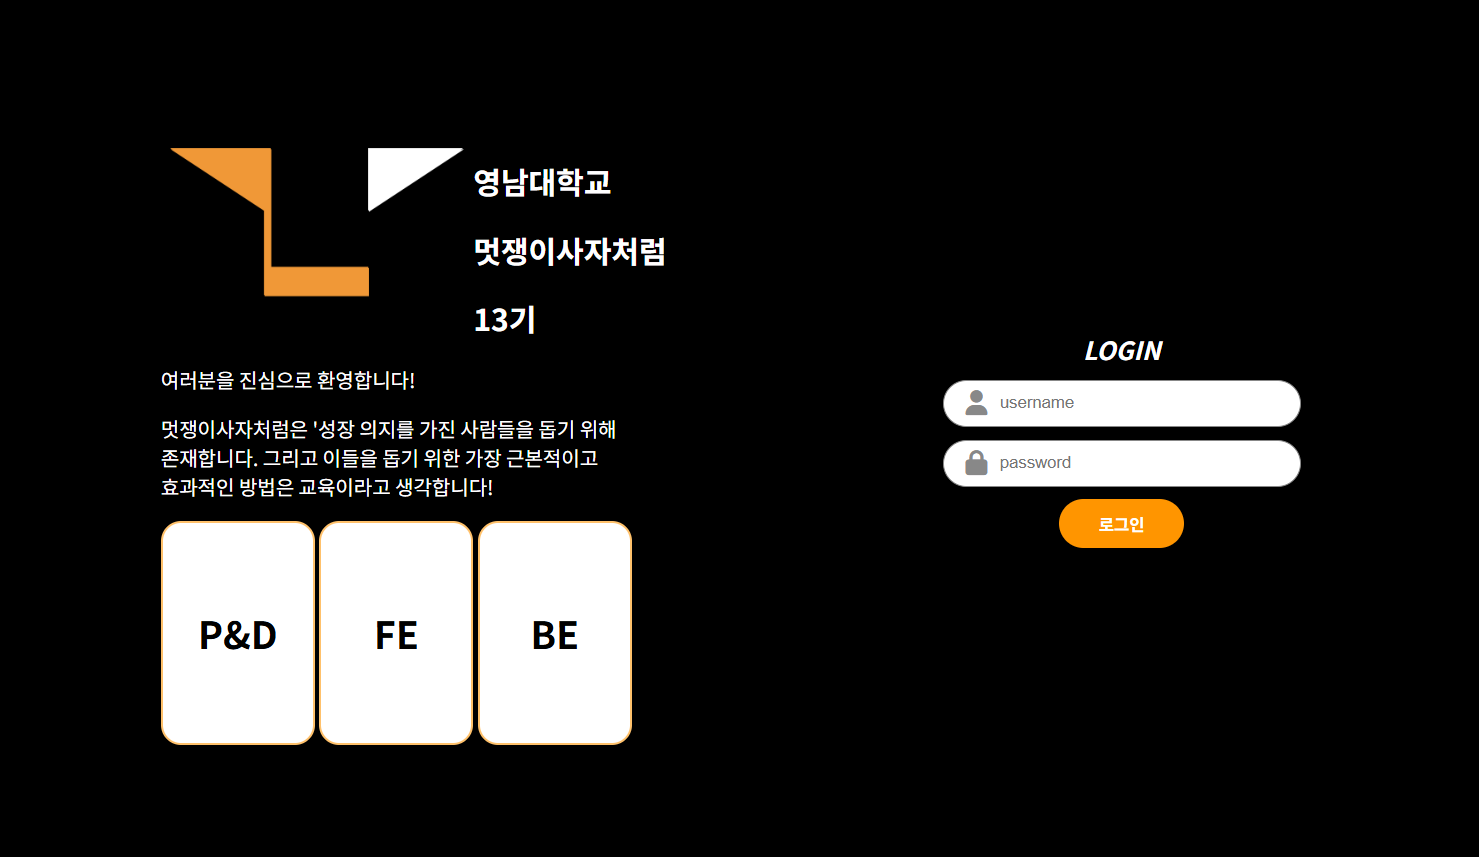 영남대학교
멋쟁이사자처럼
13기
여러분을 진심으로 환영합니다!
멋쟁이사자처럼은 '성장 의지를 가진 사람들을 돕기 위해
존재합니다. 그리고 이들을 돕기 위한 가장 근본적이고
효과적인 방법은 교육이라고 생각합니다!
P&D
FE
BE
LOGIN
username
password
로그인